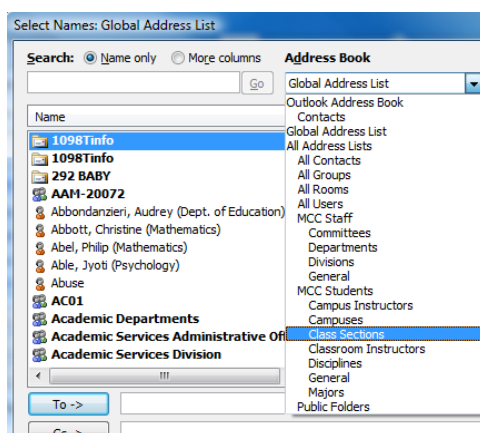 Select Names: Global Address List
Search: Name only More columns Address Book
Go Global Address List
Name
1098Tinfo
1098Tinfo
292 BABY
AAM-20072
Abbondanzieri, Audrey (Dept. of Education)
Abbott, Christine (Mathematics)
Abel, Philip (Mathematics)
Able, Jyoti (Psychology)
Abuse
AC01
Academic Departments
Academic Services Administrative Off
Academic Services Division
To ->
Cc ->
Outlook Address Book
Contacts
Global Address List
All Address Lists
All Contacts
All Groups
All Rooms
All Users
MCC Staff
Committees
Departments
Divisions
General
MCC Students
Campus Instructors
Campuses
Class Sections
Classroom Instructors
Disciplines
General
Majors
Public Folders